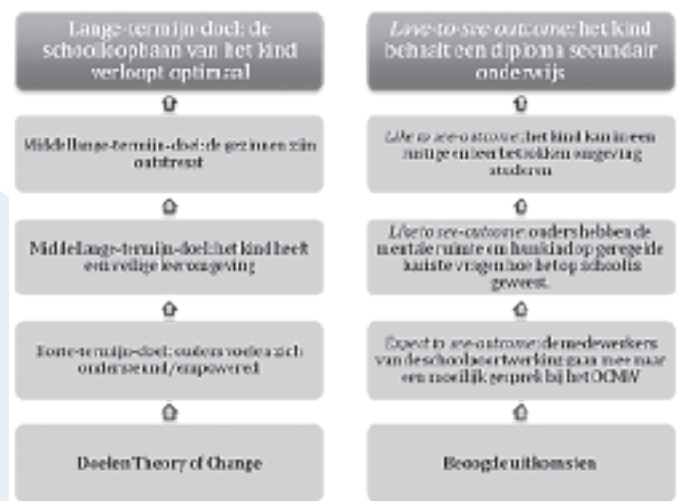 Lange-termijn-doel: de
schoolloopbaan van het kind
verloopt optimaal
Middellange-termijn-doel: de gezinnen zijn
ontstresst
Middellange-termijn-doel: het kind heeft
een veilige leeromgeving
Korte-termijn-doel: ouders voelen zich
ondersteund/empowered
Doelen Theory of Change
Love-to-see-outcome: het kind
behaalt een diploma secundair
onderwijs
Like to see-outcome: het kind kan in een
rustige en leerbetrokken omgeving
studeren
Like to see-outcome: ouders hebben de
mentale ruimte om hun kind op geregelde
basis te vragen hoe het op school is
geweest.
Expect to see-outcome: de medewerkers
van de schoolpoortwerking gaan mee naar
een moeilijk gesprek bij het OCMW
Beoogde uitkomsten